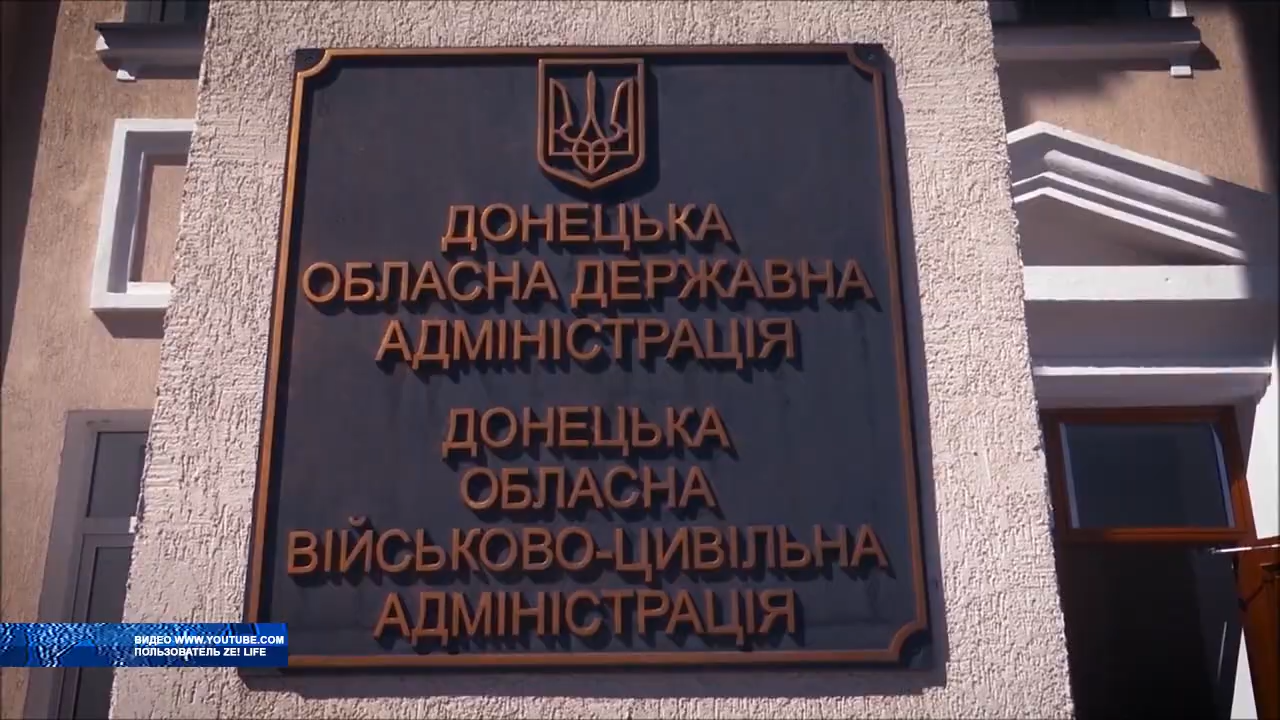 ДОНЕЦЬКА
ОБЛАСНА ДЕРЖАВНА
АДМІНІСТРАЦІЯ
ДОНЕЦЬКА
ОБЛАСНА
ВІЙСЬКОВО-ЦИВІЛЬНА
АДМІНІСТРАЦІЯ
ВИДЕО WWW.YOUTUBE.COM
ПОЛЬЗОВАТЕЛЬ ZE! LIFE